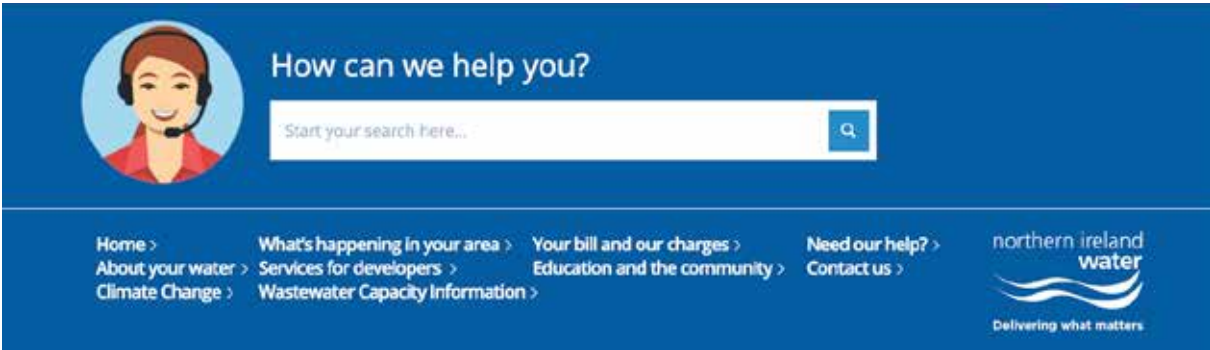 How can we help you?
Start your search here...
Home >
About your water >
Climate Change >
What's happening in your area >
Services for developers >
Wastewater Capacity Information >
Your bill and our charges >
Education and the community >
Need our help? >
Contact us >
northern ireland
water
Delivering what matters